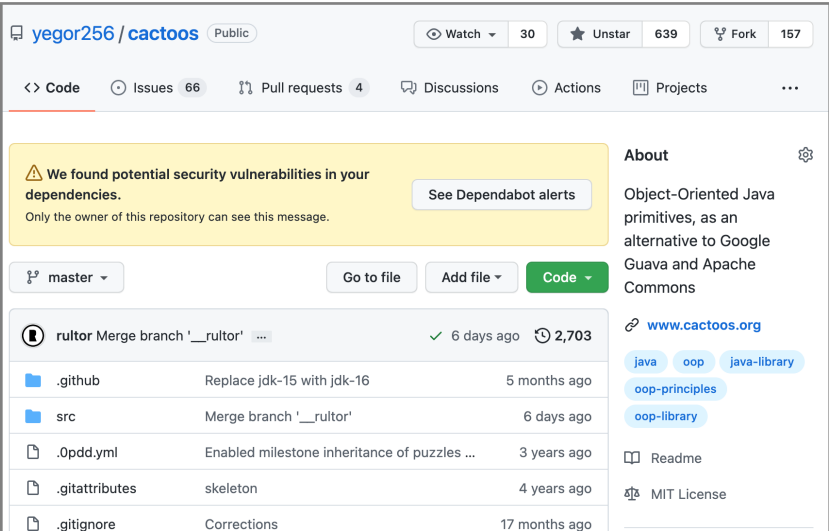 yegor256 / cactoos Public
Watch 30 Unstar 639 Fork 157
Code Issues 66 Pull requests 4 Discussions Actions Projects ...
We found potential security vulnerabilities in your
dependencies.
Only the owner of this repository can see this message.
See Dependabot alerts
master Go to file Add file Code
rultor Merge branch '__rultor' ... 6 days ago 2,703
.github Replace jdk-15 with jdk-16 5 months ago
src Merge branch '__rultor' 6 days ago
.0pdd.yml Enabled milestone inheritance of puzzles ... 3 years ago
.gitattributes skeleton 4 years ago
.gitignore Corrections 17 months ago
About
Object-Oriented Java
primitives, as an
alternative to Google
Guava and Apache
Commons
www.cactoos.org
java oop java-library
oop-principles
oop-library
Readme
MIT License